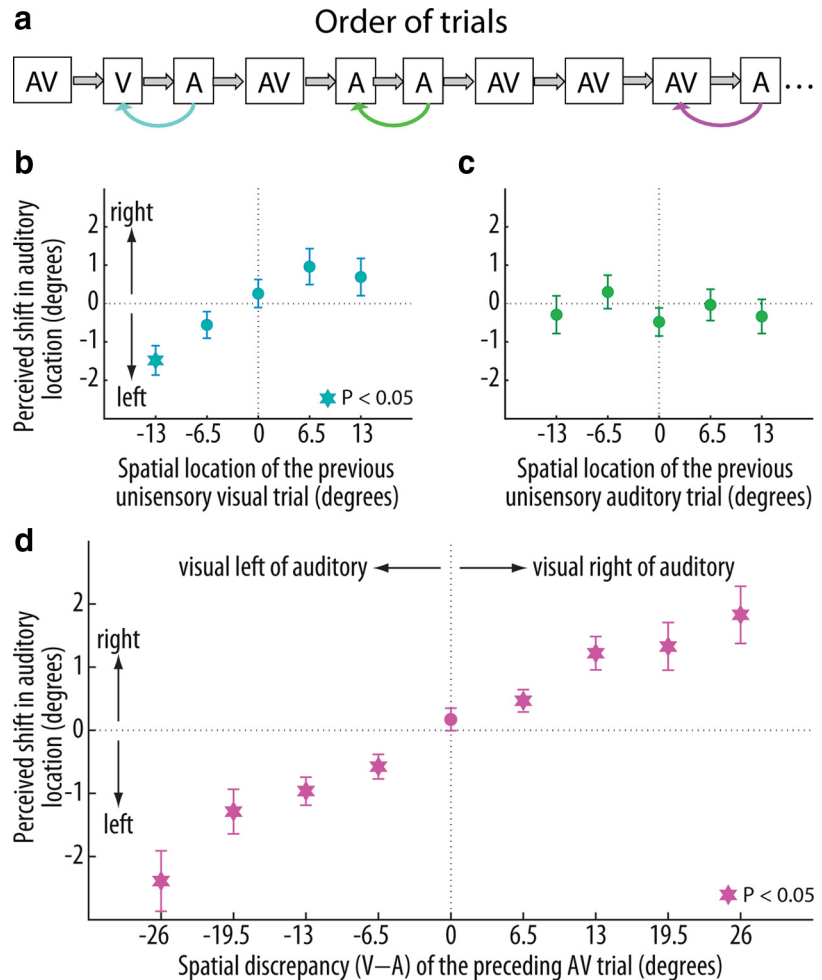 a
Order of trials
AV V A AV A A AV AV AV A ...
b
Perceived shift in auditory
location (degrees)
right
left
2
1
0
-1
-2
P < 0.05
-13 -6.5 0 6.5 13
Spatial location of the previous
unisensory visual trial (degrees)
c
2
1
0
-1
-2
-13 -6.5 0 6.5 13
Spatial location of the previous
unisensory auditory trial (degrees)
d
visual left of auditory
visual right of auditory
Perceived shift in auditory
location (degrees)
right
left
2
1
0
-1
-2
P < 0.05
-26 -19.5 -13 -6.5 0 6.5 13 19.5 26
Spatial discrepancy (V–A) of the preceding AV trial (degrees)